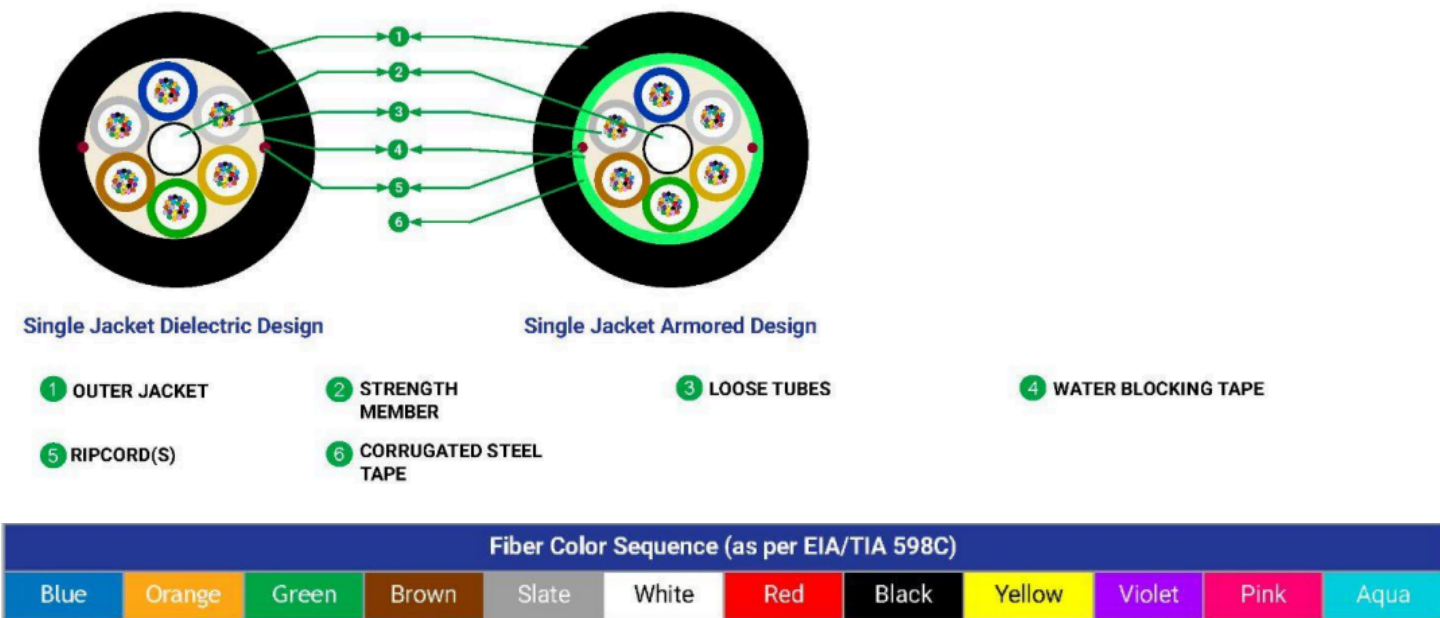 1
2
3
4
5
6
Single Jacket Dielectric Design
Single Jacket Armored Design
1 OUTER JACKET
2 STRENGTH
MEMBER
3 LOOSE TUBES
4 WATER BLOCKING TAPE
5 RIPCORD(S)
6 CORRUGATED STEEL
TAPE
Fiber Color Sequence (as per EIA/TIA 598C)
Blue Orange Green Brown Slate White Red Black Yellow Violet Pink Aqua